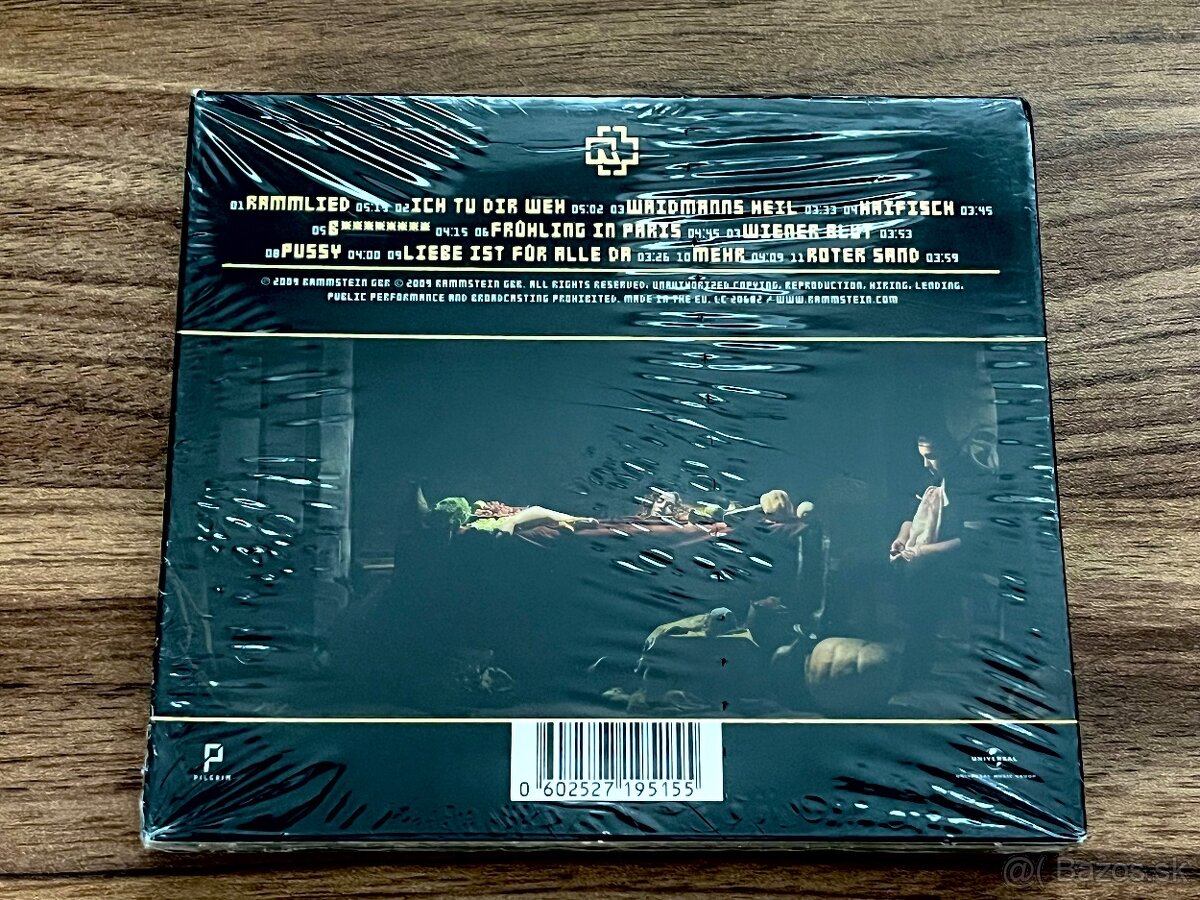 01 RAMMLIED 05:19 02 ICH TU DIR WEH 05:02 03 WAIDMANNS HEIL 03:33 04 HAIFISCH 03:45
05 B******** 04:15 06 FRÜHLING IN PARIS 04:45 07 WIENER BLUT 03:53
08 PUSSY 04:00 09 LIEBE IST FÜR ALLE DA 03:26 10 MEHR 04:09 11 ROTER SAND 03:59
℗ 2009 RAMMSTEIN GBR © 2009 RAMMSTEIN GBR. ALL RIGHTS RESERVED. UNAUTHORIZED COPYING, REPRODUCTION, HIRING, LENDING,
PUBLIC PERFORMANCE AND BROADCASTING PROHIBITED. MADE IN THE EU. LC 20682 / WWW.RAMMSTEIN.COM
PILGRIM
0 602527 195155
UNIVERSAL
UNIVERSAL MUSIC GROUP
@( Bazos.sk